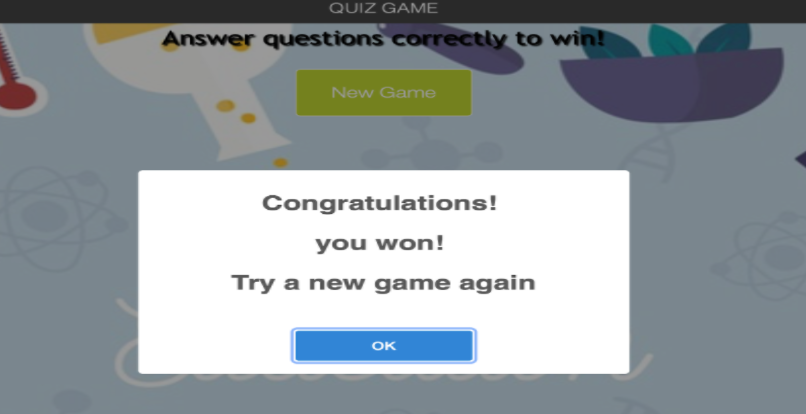 QUIZ GAME
Answer questions correctly to win!
New Game
Congratulations!
you won!
Try a new game again
OK